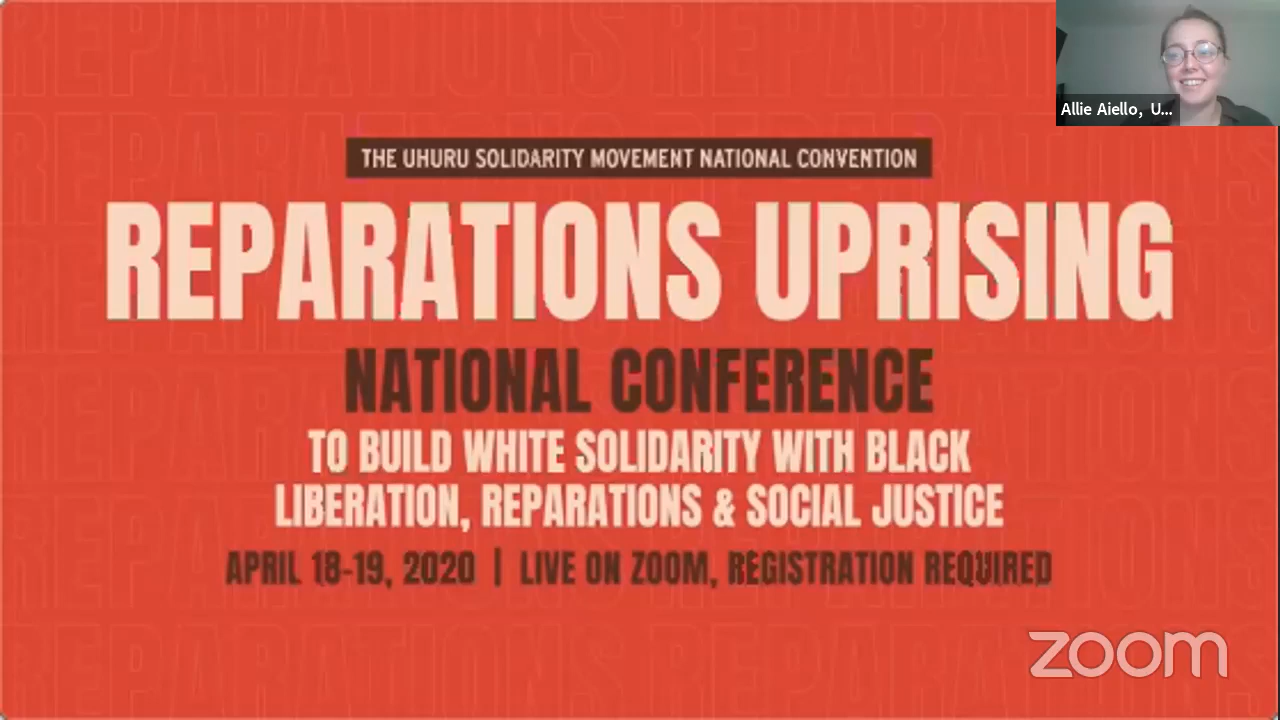 Allie Aiello, U...
THE UHURU SOLIDARITY MOVEMENT NATIONAL CONVENTION
REPARATIONS UPRISING
NATIONAL CONFERENCE
TO BUILD WHITE SOLIDARITY WITH BLACK
LIBERATION, REPARATIONS & SOCIAL JUSTICE
APRIL 18-19, 2020 | LIVE ON ZOOM, REGISTRATION REQUIRED
zoom